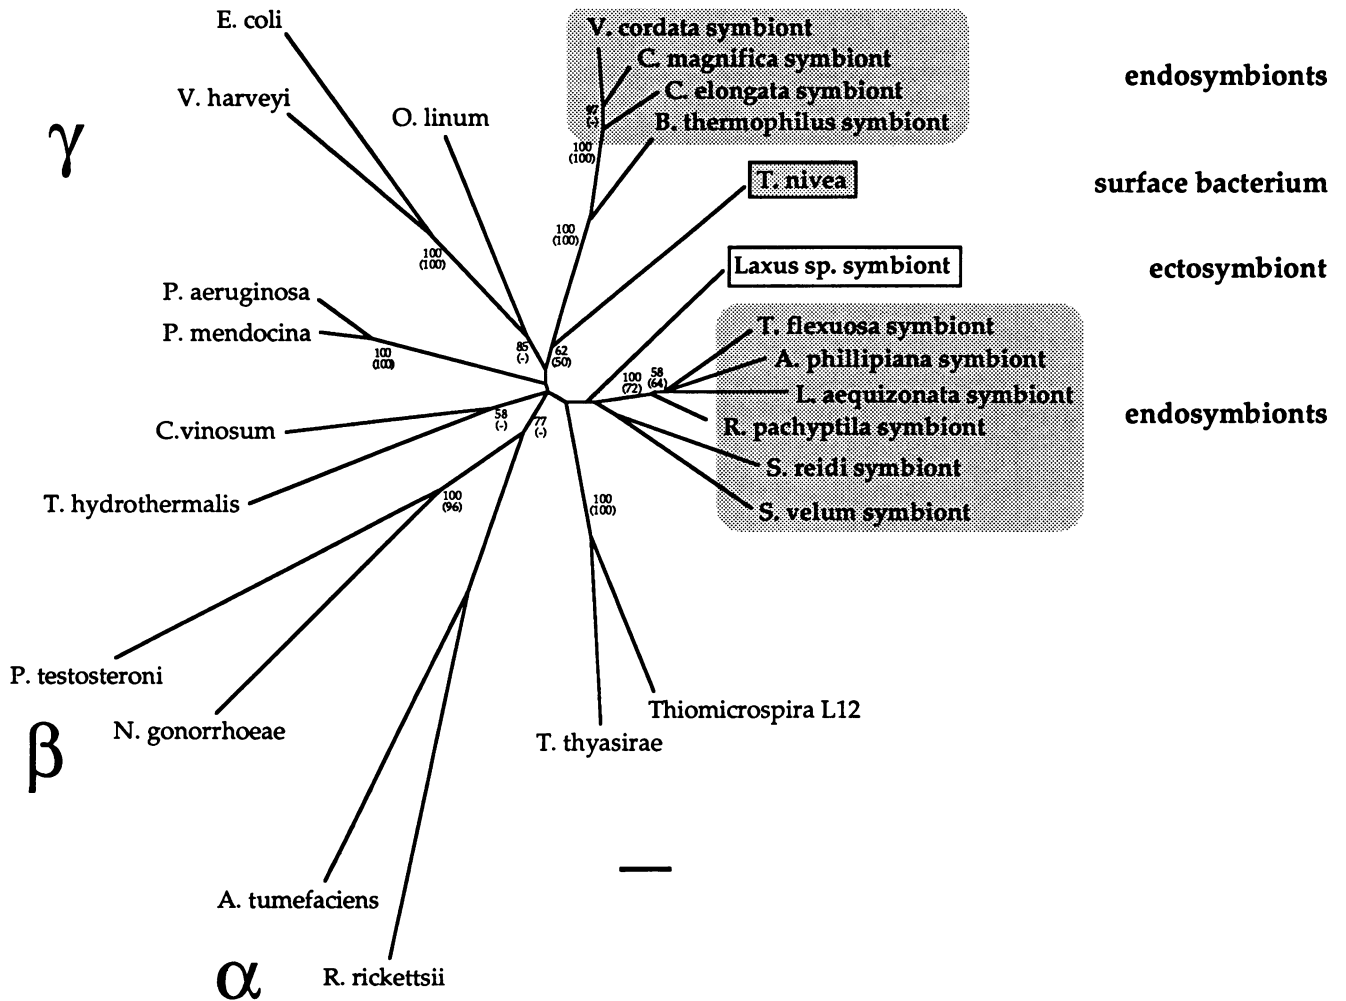 E. coli
V. harveyi
O. linum
γ
V. cordata symbiont
C. magnifica symbiont
C. elongata symbiont
B. thermophilus symbiont
endosymbionts
(-)
100
(100)
T. nivea
surface bacterium
100
(100)
100
(100)
Laxus sp. symbiont
ectosymbiont
P. aeruginosa
P. mendocina
100
(100)
85
(-)
62
(50)
T. flexuosa symbiont
A. phillipiana symbiont
L. aequizonata symbiont
R. pachyptila symbiont
S. reidi symbiont
S. velum symbiont
endosymbionts
100
(72)
58
(64)
C.vinosum
58
(-)
77
(-)
T. hydrothermalis
100
(96)
100
(100)
P. testosteroni
N. gonorrhoeae
β
Thiomicrospira L12
T. thyasirae
A. tumefaciens
α
R. rickettsii